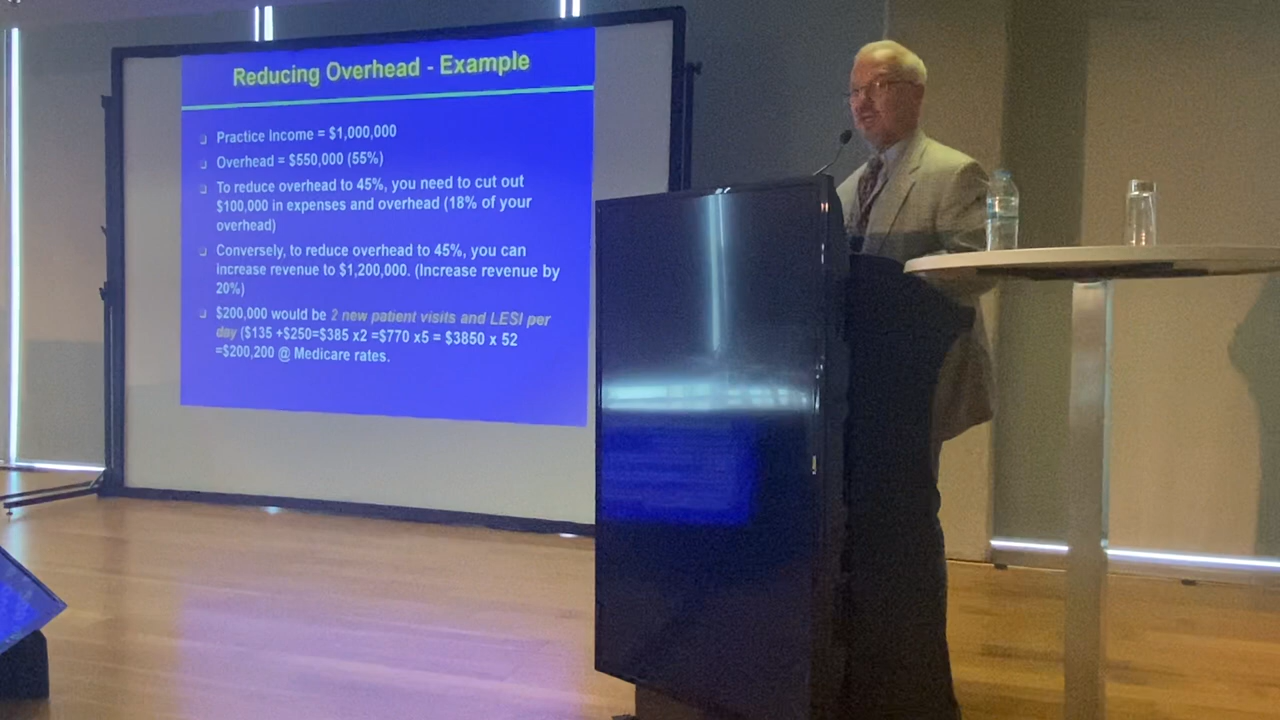 Reducing Overhead - Example
Practice Income = $1,000,000
Overhead = $550,000 (55%)
To reduce overhead to 45%, you need to cut out
$100,000 in expenses and overhead (18% of your
overhead)
Conversely, to reduce overhead to 45%, you can
increase revenue to $1,200,000. (Increase revenue by
20%)
$200,000 would be 2 new patient visits and LESI per
day ($135 +$250=$385 x2 =$770 x5 = $3850 x 52
=$200,200 @ Medicare rates.